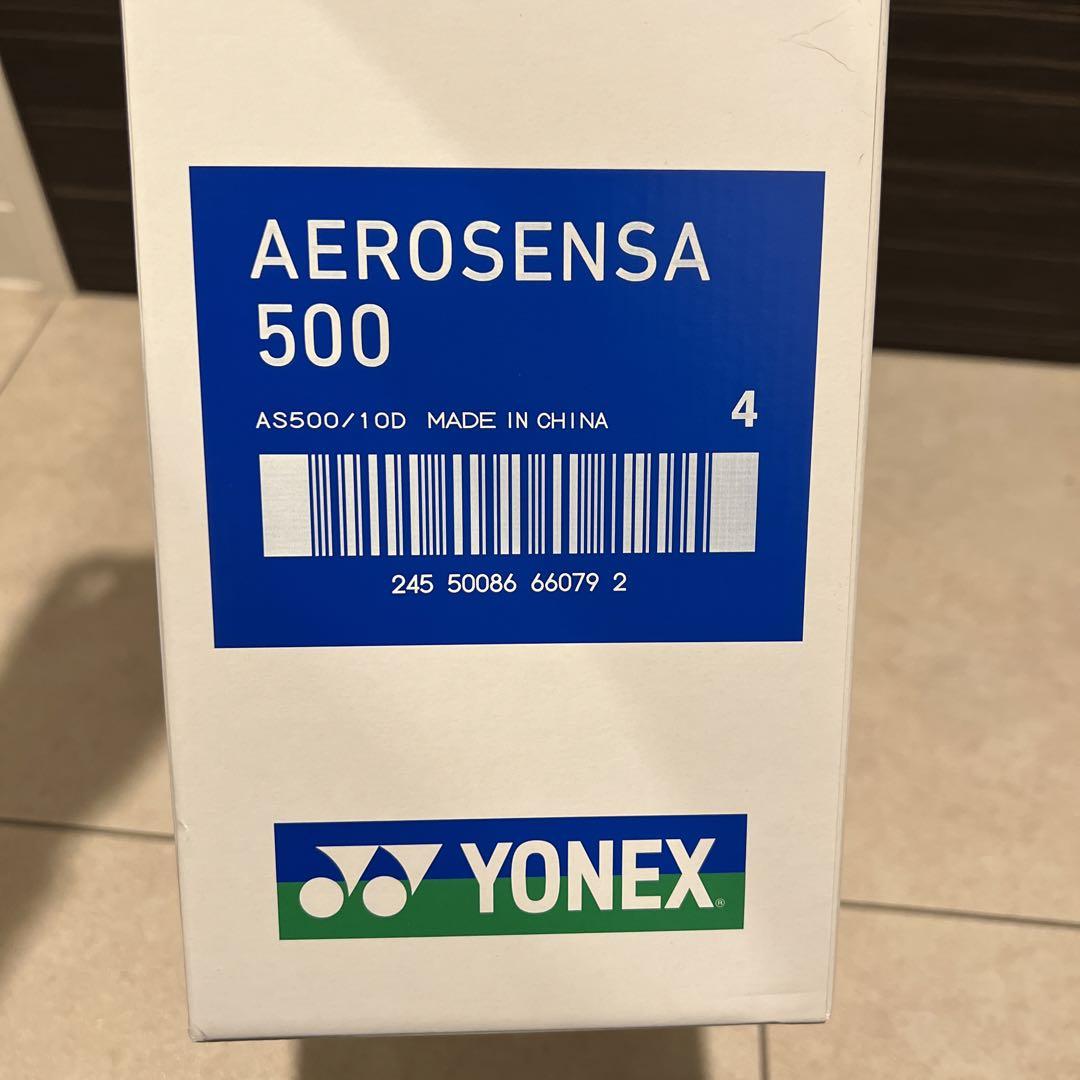 AEROSENSA
500
AS500/10D MADE IN CHINA 4
245 50086 66079 2
YONEX®